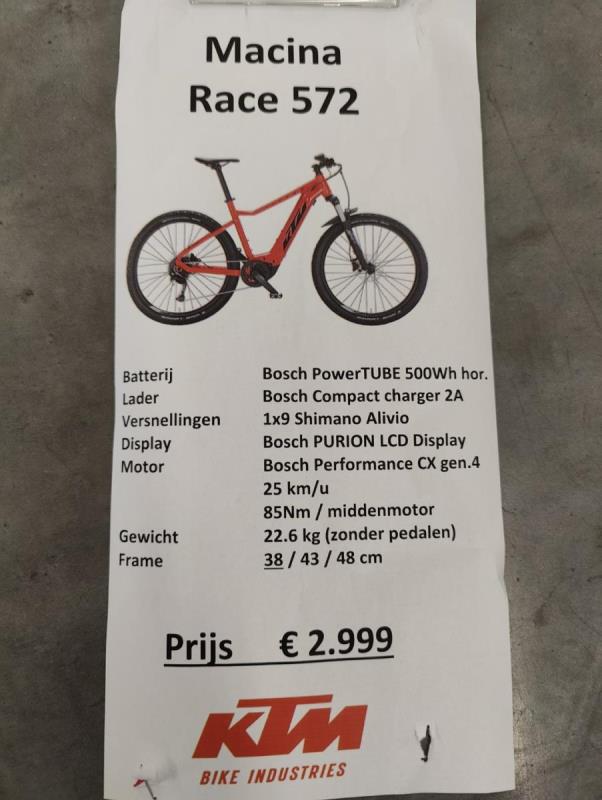 Macina
Race 572
KTM
Batterij Bosch PowerTUBE 500Wh hor.
Lader Bosch Compact charger 2A
Versnellingen 1x9 Shimano Alivio
Display Bosch PURION LCD Display
Motor Bosch Performance CX gen.4
25 km/u
85Nm / middenmotor
Gewicht 22.6 kg (zonder pedalen)
Frame 38 / 43 / 48 cm
Prijs € 2.999
KTM
BIKE INDUSTRIES